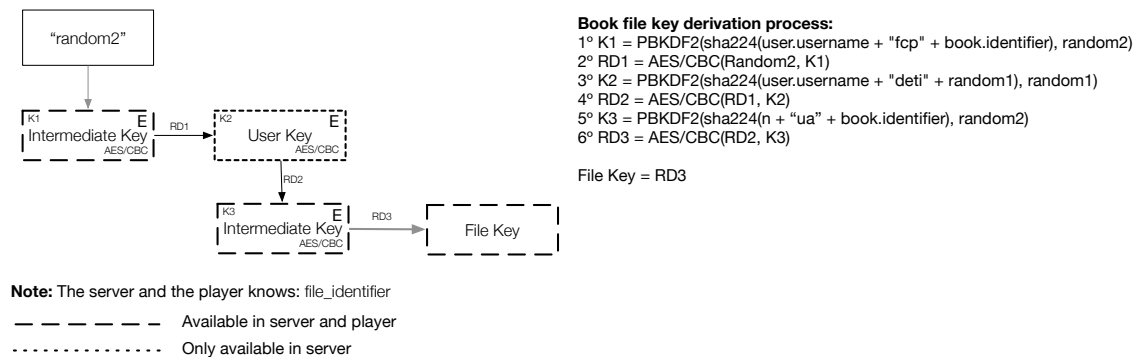 “random2”
K1
E
Intermediate Key
AES/CBC
RD1
K2
E
User Key
AES/CBC
RD2
K3
E
Intermediate Key
AES/CBC
RD3
File Key
Book file key derivation process:
1º K1 = PBKDF2(sha224(user.username + "fcp" + book.identifier), random2)
2º RD1 = AES/CBC(Random2, K1)
3º K2 = PBKDF2(sha224(user.username + "deti" + random1), random1)
4º RD2 = AES/CBC(RD1, K2)
5º K3 = PBKDF2(sha224(n + “ua” + book.identifier), random2)
6º RD3 = AES/CBC(RD2, K3)
File Key = RD3
Note: The server and the player knows: file_identifier
Available in server and player
Only available in server